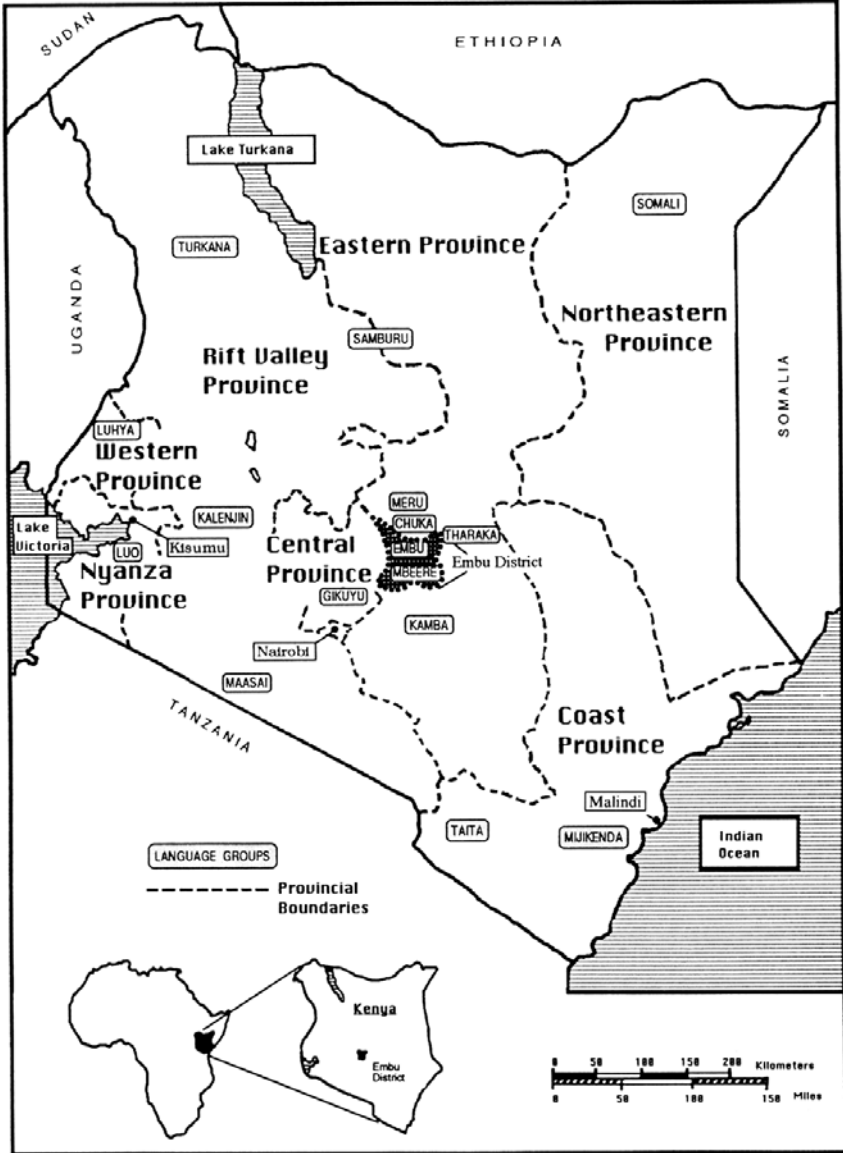 SUDAN
ETHIOPIA
Lake Turkana
SOMALI
TURKANA
Eastern Province
UGANDA
Northeastern
Province
SAMBURU
Rift Valley
Province
SOMALIA
LUHYA
Western
Province
MERU
KALENJIN
CHUKA
THARAKA
Lake
Victoria
Kisumu
LUO
Central
Province
EMBU
Embu District
MBEERE
Nyanza
Province
GIKUYU
KAMBA
Nairobi
MAASAI
TANZANIA
Coast
Province
Malindi
TAITA
MIJIKENDA
Indian
Ocean
LANGUAGE GROUPS
Provincial
Boundaries
Kenya
Embu
District
0 50 100 150 200 Kilometers
0 50 100 150 Miles